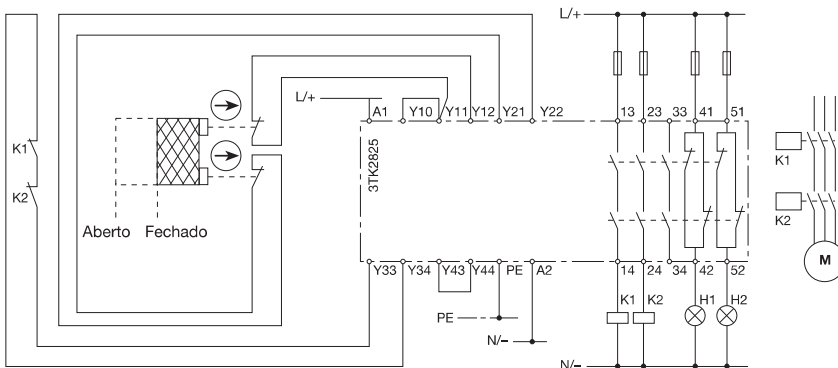 L/+
L/+
A1 Y10 Y11 Y12 Y21 Y22 13 23 33 41 51
K1
3TK2825
K1
K2
K2
Aberto Fechado
M
Y33 Y34 Y43 Y44 PE A2 14 24 34 42 52
K1 K2 H1 H2
PE
N/–
N/–